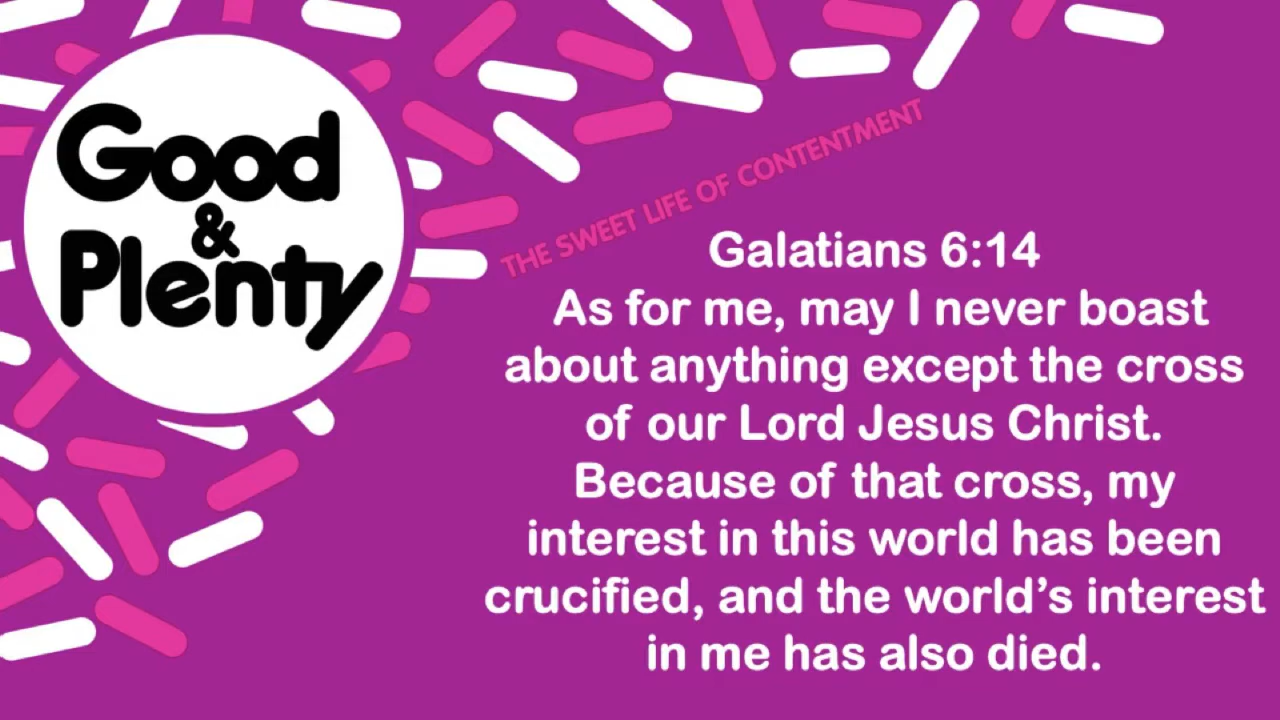 Good
&
Plenty
THE SWEET LIFE OF CONTENTMENT
Galatians 6:14
As for me, may I never boast
about anything except the cross
of our Lord Jesus Christ.
Because of that cross, my
interest in this world has been
crucified, and the world’s interest
in me has also died.